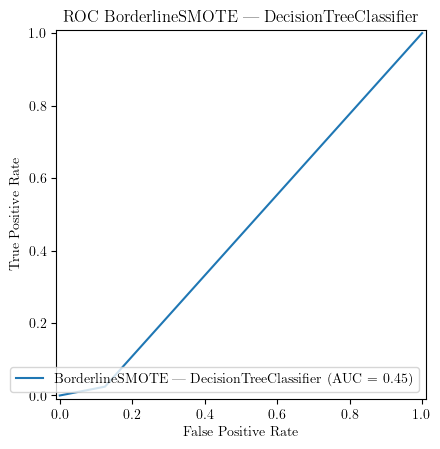 ROC BorderlineSMOTE — DecisionTreeClassifier
1.0
0.8
0.6
0.4
0.2
0.0
True Positive Rate
BorderlineSMOTE — DecisionTreeClassifier (AUC = 0.45)
0.0 0.2 0.4 0.6 0.8 1.0
False Positive Rate